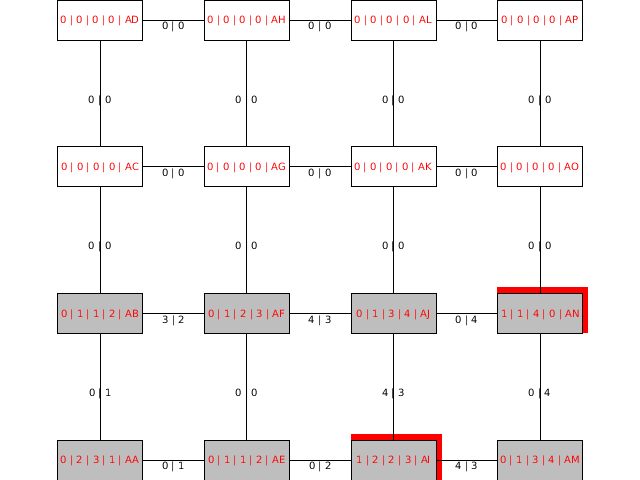 0 | 0 | 0 | 0 | AD
0 | 0
0 | 0 | 0 | 0 | AH
0 | 0
0 | 0 | 0 | 0 | AL
0 | 0
0 | 0 | 0 | 0 | AP
0 | 0
0 | 0
0 | 0
0 | 0
0 | 0 | 0 | 0 | AC
0 | 0
0 | 0 | 0 | 0 | AG
0 | 0
0 | 0 | 0 | 0 | AK
0 | 0
0 | 0 | 0 | 0 | AO
0 | 0
0 | 0
0 | 0
0 | 0
0 | 1 | 1 | 2 | AB
3 | 2
0 | 1 | 2 | 3 | AF
4 | 3
0 | 1 | 3 | 4 | AJ
0 | 4
1 | 1 | 4 | 0 | AN
0 | 1
0 | 0
4 | 3
0 | 4
0 | 2 | 3 | 1 | AA
0 | 1
0 | 1 | 1 | 2 | AE
0 | 2
1 | 2 | 2 | 3 | AI
4 | 3
0 | 1 | 3 | 4 | AM